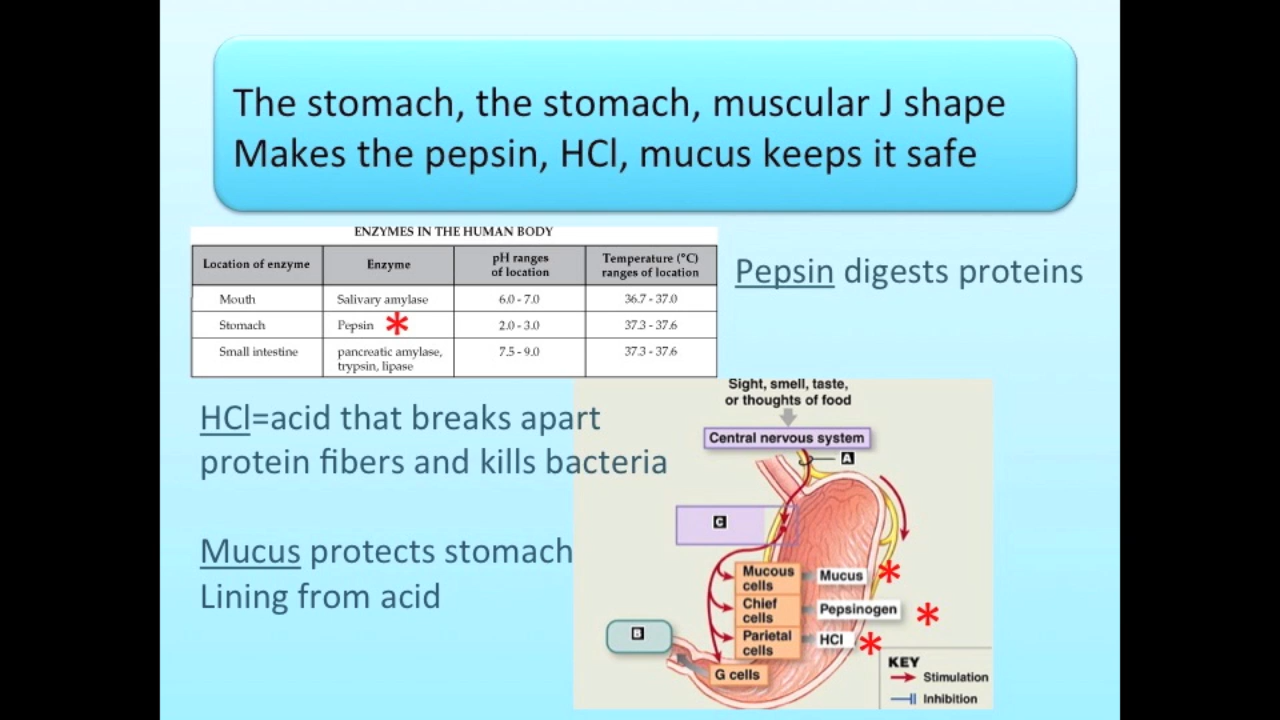 The stomach, the stomach, muscular J shape
Makes the pepsin, HCl, mucus keeps it safe
ENZYMES IN THE HUMAN BODY
Location of enzyme Enzyme pH ranges of location Temperature (°C) ranges of location
Mouth Salivary amylase 6.0 - 7.0 36.7 - 37.0
Stomach Pepsin * 2.0 - 3.0 37.3 - 37.6
Small intestine pancreatic amylase, trypsin, lipase 7.5 - 9.0 37.3 - 37.6
Pepsin digests proteins
HCl=acid that breaks apart
protein fibers and kills bacteria
Mucus protects stomach
Lining from acid
Sight, smell, taste,
or thoughts of food
Central nervous system
A
C
Mucous
cells
Mucus *
Chief
cells
Pepsinogen *
Parietal
cells
HCl *
B
G cells
KEY
Stimulation
Inhibition